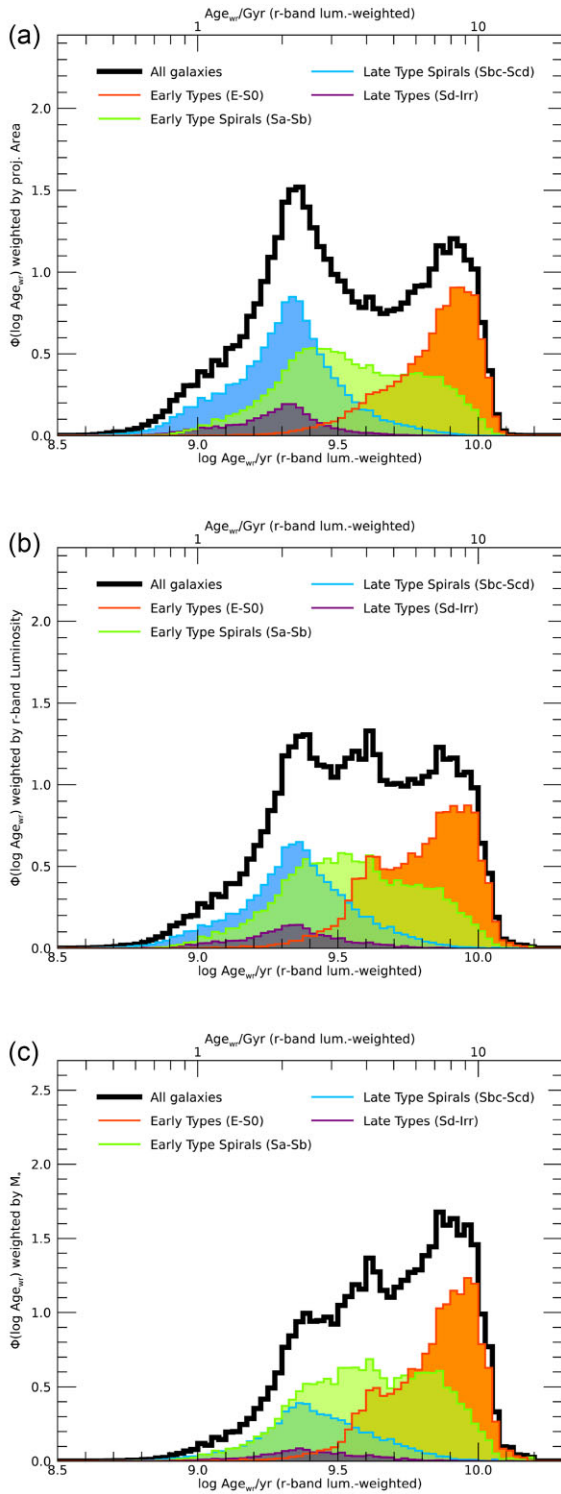 (a)
Age_wr/Gyr (r-band lum.-weighted)
1 10
All galaxies
Early Types (E-S0)
Early Type Spirals (Sa-Sb)
Late Type Spirals (Sbc-Scd)
Late Types (Sd-Irr)
Φ(log Age_wr) weighted by proj. Area
2.0
1.5
1.0
0.5
0.0
8.5 9.0 9.5 10.0
log Age_wr/yr (r-band lum.-weighted)
(b)
Age_wr/Gyr (r-band lum.-weighted)
1 10
All galaxies
Early Types (E-S0)
Early Type Spirals (Sa-Sb)
Late Type Spirals (Sbc-Scd)
Late Types (Sd-Irr)
Φ(log Age_wr) weighted by r-band Luminosity
2.0
1.5
1.0
0.5
0.0
8.5 9.0 9.5 10.0
log Age_wr/yr (r-band lum.-weighted)
(c)
Age_wr/Gyr (r-band lum.-weighted)
1 10
All galaxies
Early Types (E-S0)
Early Type Spirals (Sa-Sb)
Late Type Spirals (Sbc-Scd)
Late Types (Sd-Irr)
Φ(log Age_wr) weighted by M_*
2.5
2.0
1.5
1.0
0.5
0.0
8.5 9.0 9.5 10.0
log Age_wr/yr (r-band lum.-weighted)